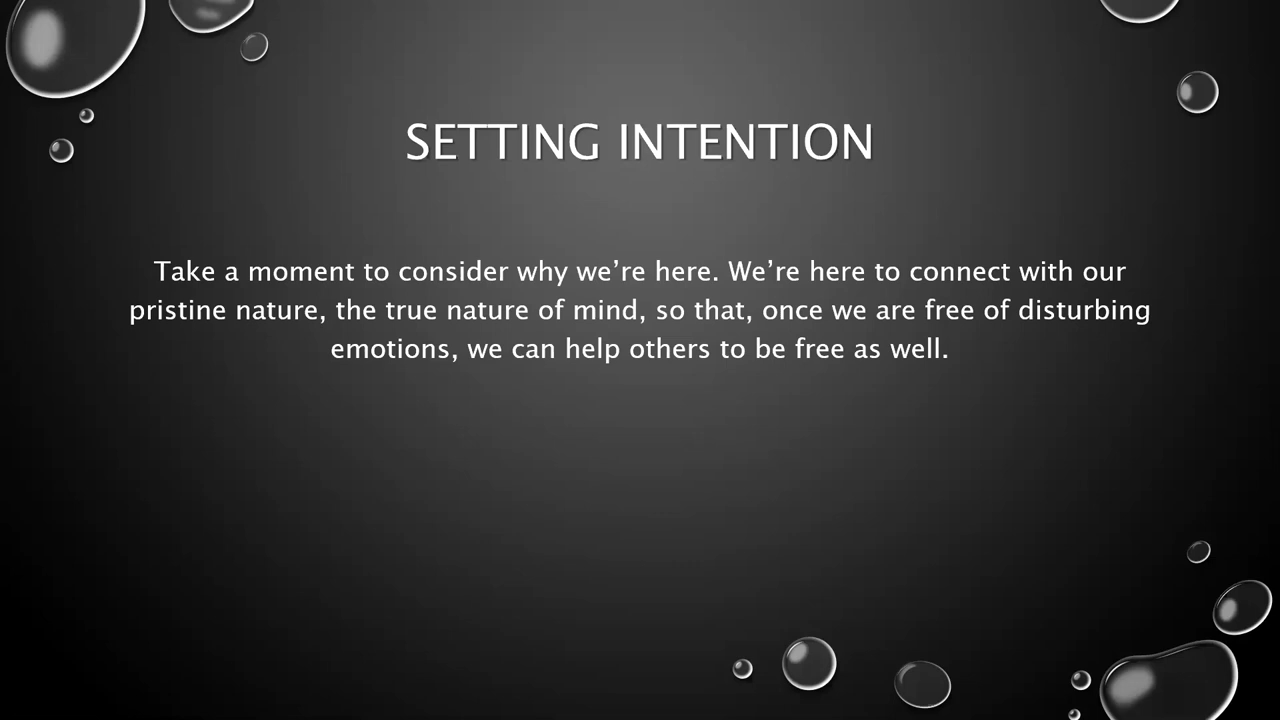 SETTING INTENTION
Take a moment to consider why we’re here. We’re here to connect with our
pristine nature, the true nature of mind, so that, once we are free of disturbing
emotions, we can help others to be free as well.